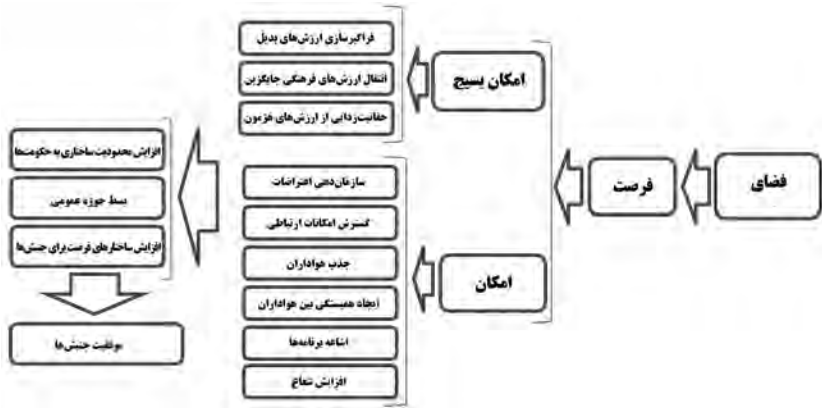 فضای
فرصت
امکان بسیج
فراگیرسازی ارزش‌های بدیل
انتقال ارزش‌های فرهنگی جایگزین
حقانیت‌زدایی از ارزش‌های هژمون
امکان
سازمان‌دهی اعتراضات
گسترش امکانات ارتباطی
جذب هواداران
ایجاد همبستگی بین هواداران
اشاعه برنامه‌ها
افزایش شعاع
افزایش محدودیت ساختاری به حکومت‌ها
بسط حوزه عمومی
افزایش ساختارهای فرصت برای جنبش‌ها
موفقیت جنبش‌ها